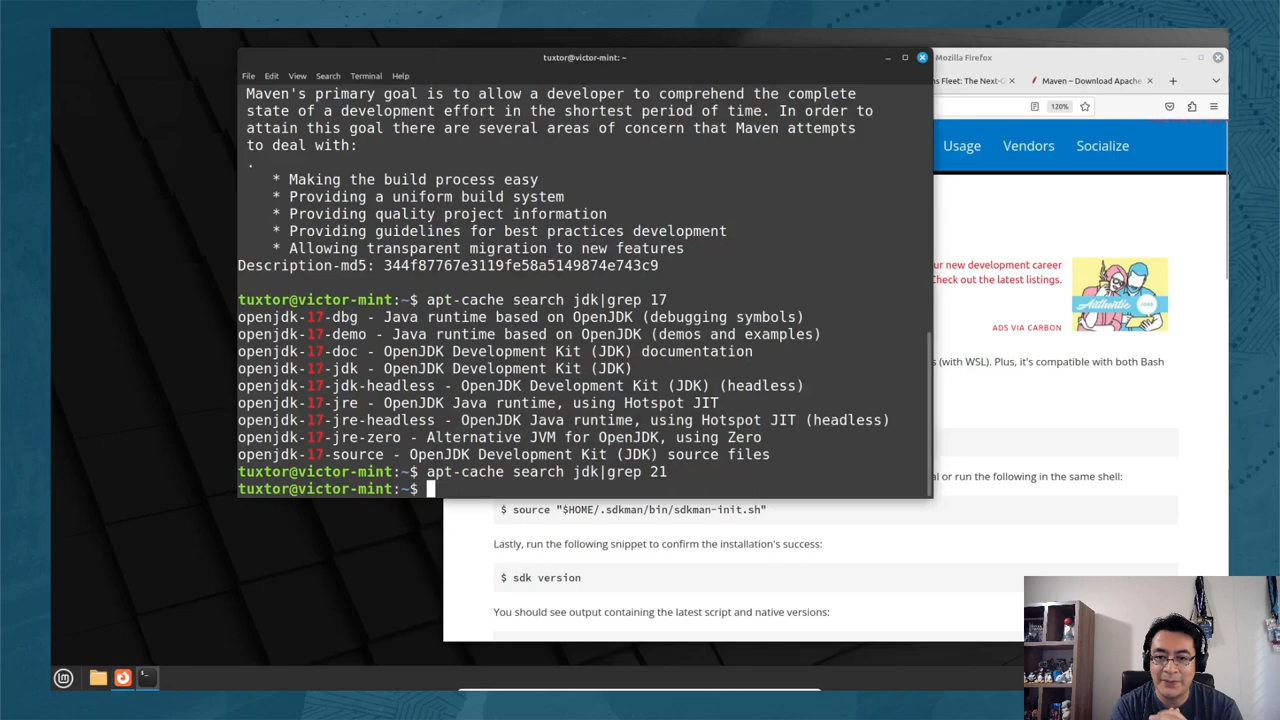 tuxtor@victor-mint: ~
File Edit View Search Terminal Help
Maven's primary goal is to allow a developer to comprehend the complete
state of a development effort in the shortest period of time. In order to
attain this goal there are several areas of concern that Maven attempts
to deal with:
.
* Making the build process easy
* Providing a uniform build system
* Providing quality project information
* Providing guidelines for best practices development
* Allowing transparent migration to new features
Description-md5: 344f87767e3119fe58a5149874e743c9
tuxtor@victor-mint:~$ apt-cache search jdk|grep 17
openjdk-17-dbg - Java runtime based on OpenJDK (debugging symbols)
openjdk-17-demo - Java runtime based on OpenJDK (demos and examples)
openjdk-17-doc - OpenJDK Development Kit (JDK) documentation
openjdk-17-jdk - OpenJDK Development Kit (JDK)
openjdk-17-jdk-headless - OpenJDK Development Kit (JDK) (headless)
openjdk-17-jre - OpenJDK Java runtime, using Hotspot JIT
openjdk-17-jre-headless - OpenJDK Java runtime, using Hotspot JIT (headless)
openjdk-17-jre-zero - Alternative JVM for OpenJDK, using Zero
openjdk-17-source - OpenJDK Development Kit (JDK) source files
tuxtor@victor-mint:~$ apt-cache search jdk|grep 21
tuxtor@victor-mint:~$
Mozilla Firefox
ns Fleet: The Next-G
Maven – Download Apache
120%
Usage Vendors Socialize
our new development career
Check out the latest listings.
Authentic
JOBS
ADS VIA CARBON
s (with WSL). Plus, it's compatible with both Bash
al or run the following in the same shell:
$ source "$HOME/.sdkman/bin/sdkman-init.sh"
Lastly, run the following snippet to confirm the installation's success:
$ sdk version
You should see output containing the latest script and native versions: